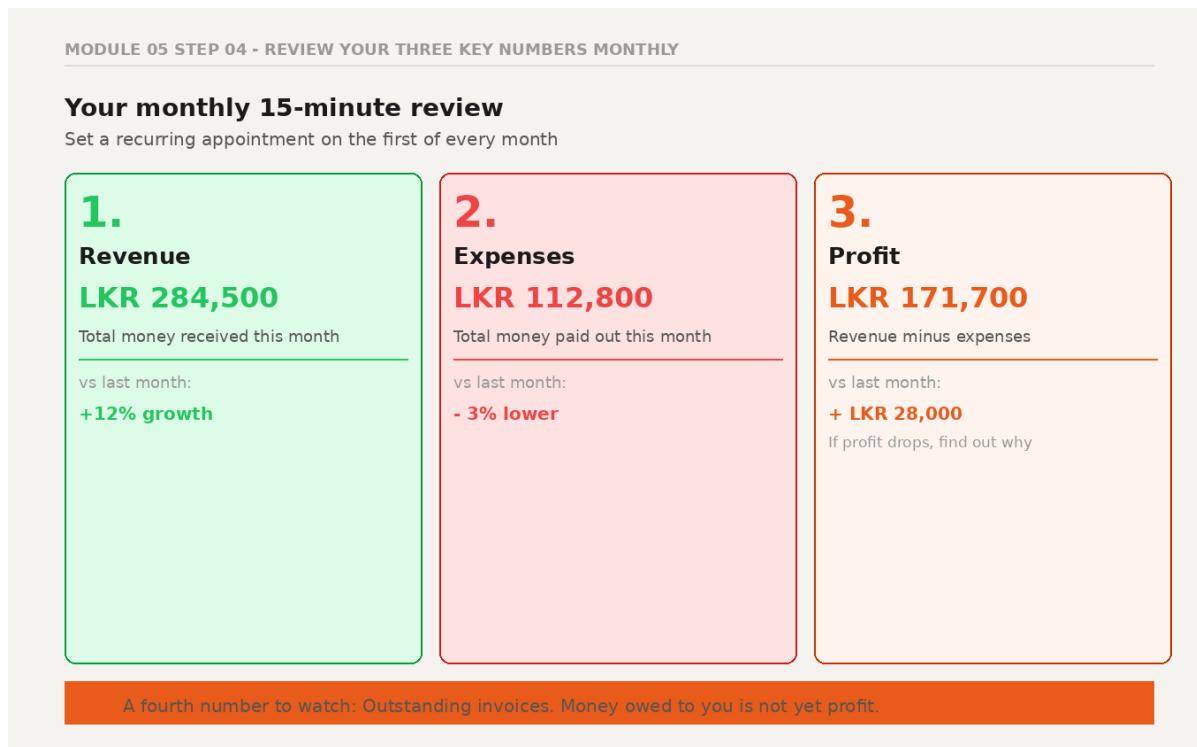 MODULE 05 STEP 04 - REVIEW YOUR THREE KEY NUMBERS MONTHLY
Your monthly 15-minute review
Set a recurring appointment on the first of every month
1.
Revenue
LKR 284,500
Total money received this month
vs last month:
+12% growth
2.
Expenses
LKR 112,800
Total money paid out this month
vs last month:
- 3% lower
3.
Profit
LKR 171,700
Revenue minus expenses
vs last month:
+ LKR 28,000
If profit drops, find out why
A fourth number to watch: Outstanding invoices. Money owed to you is not yet profit.